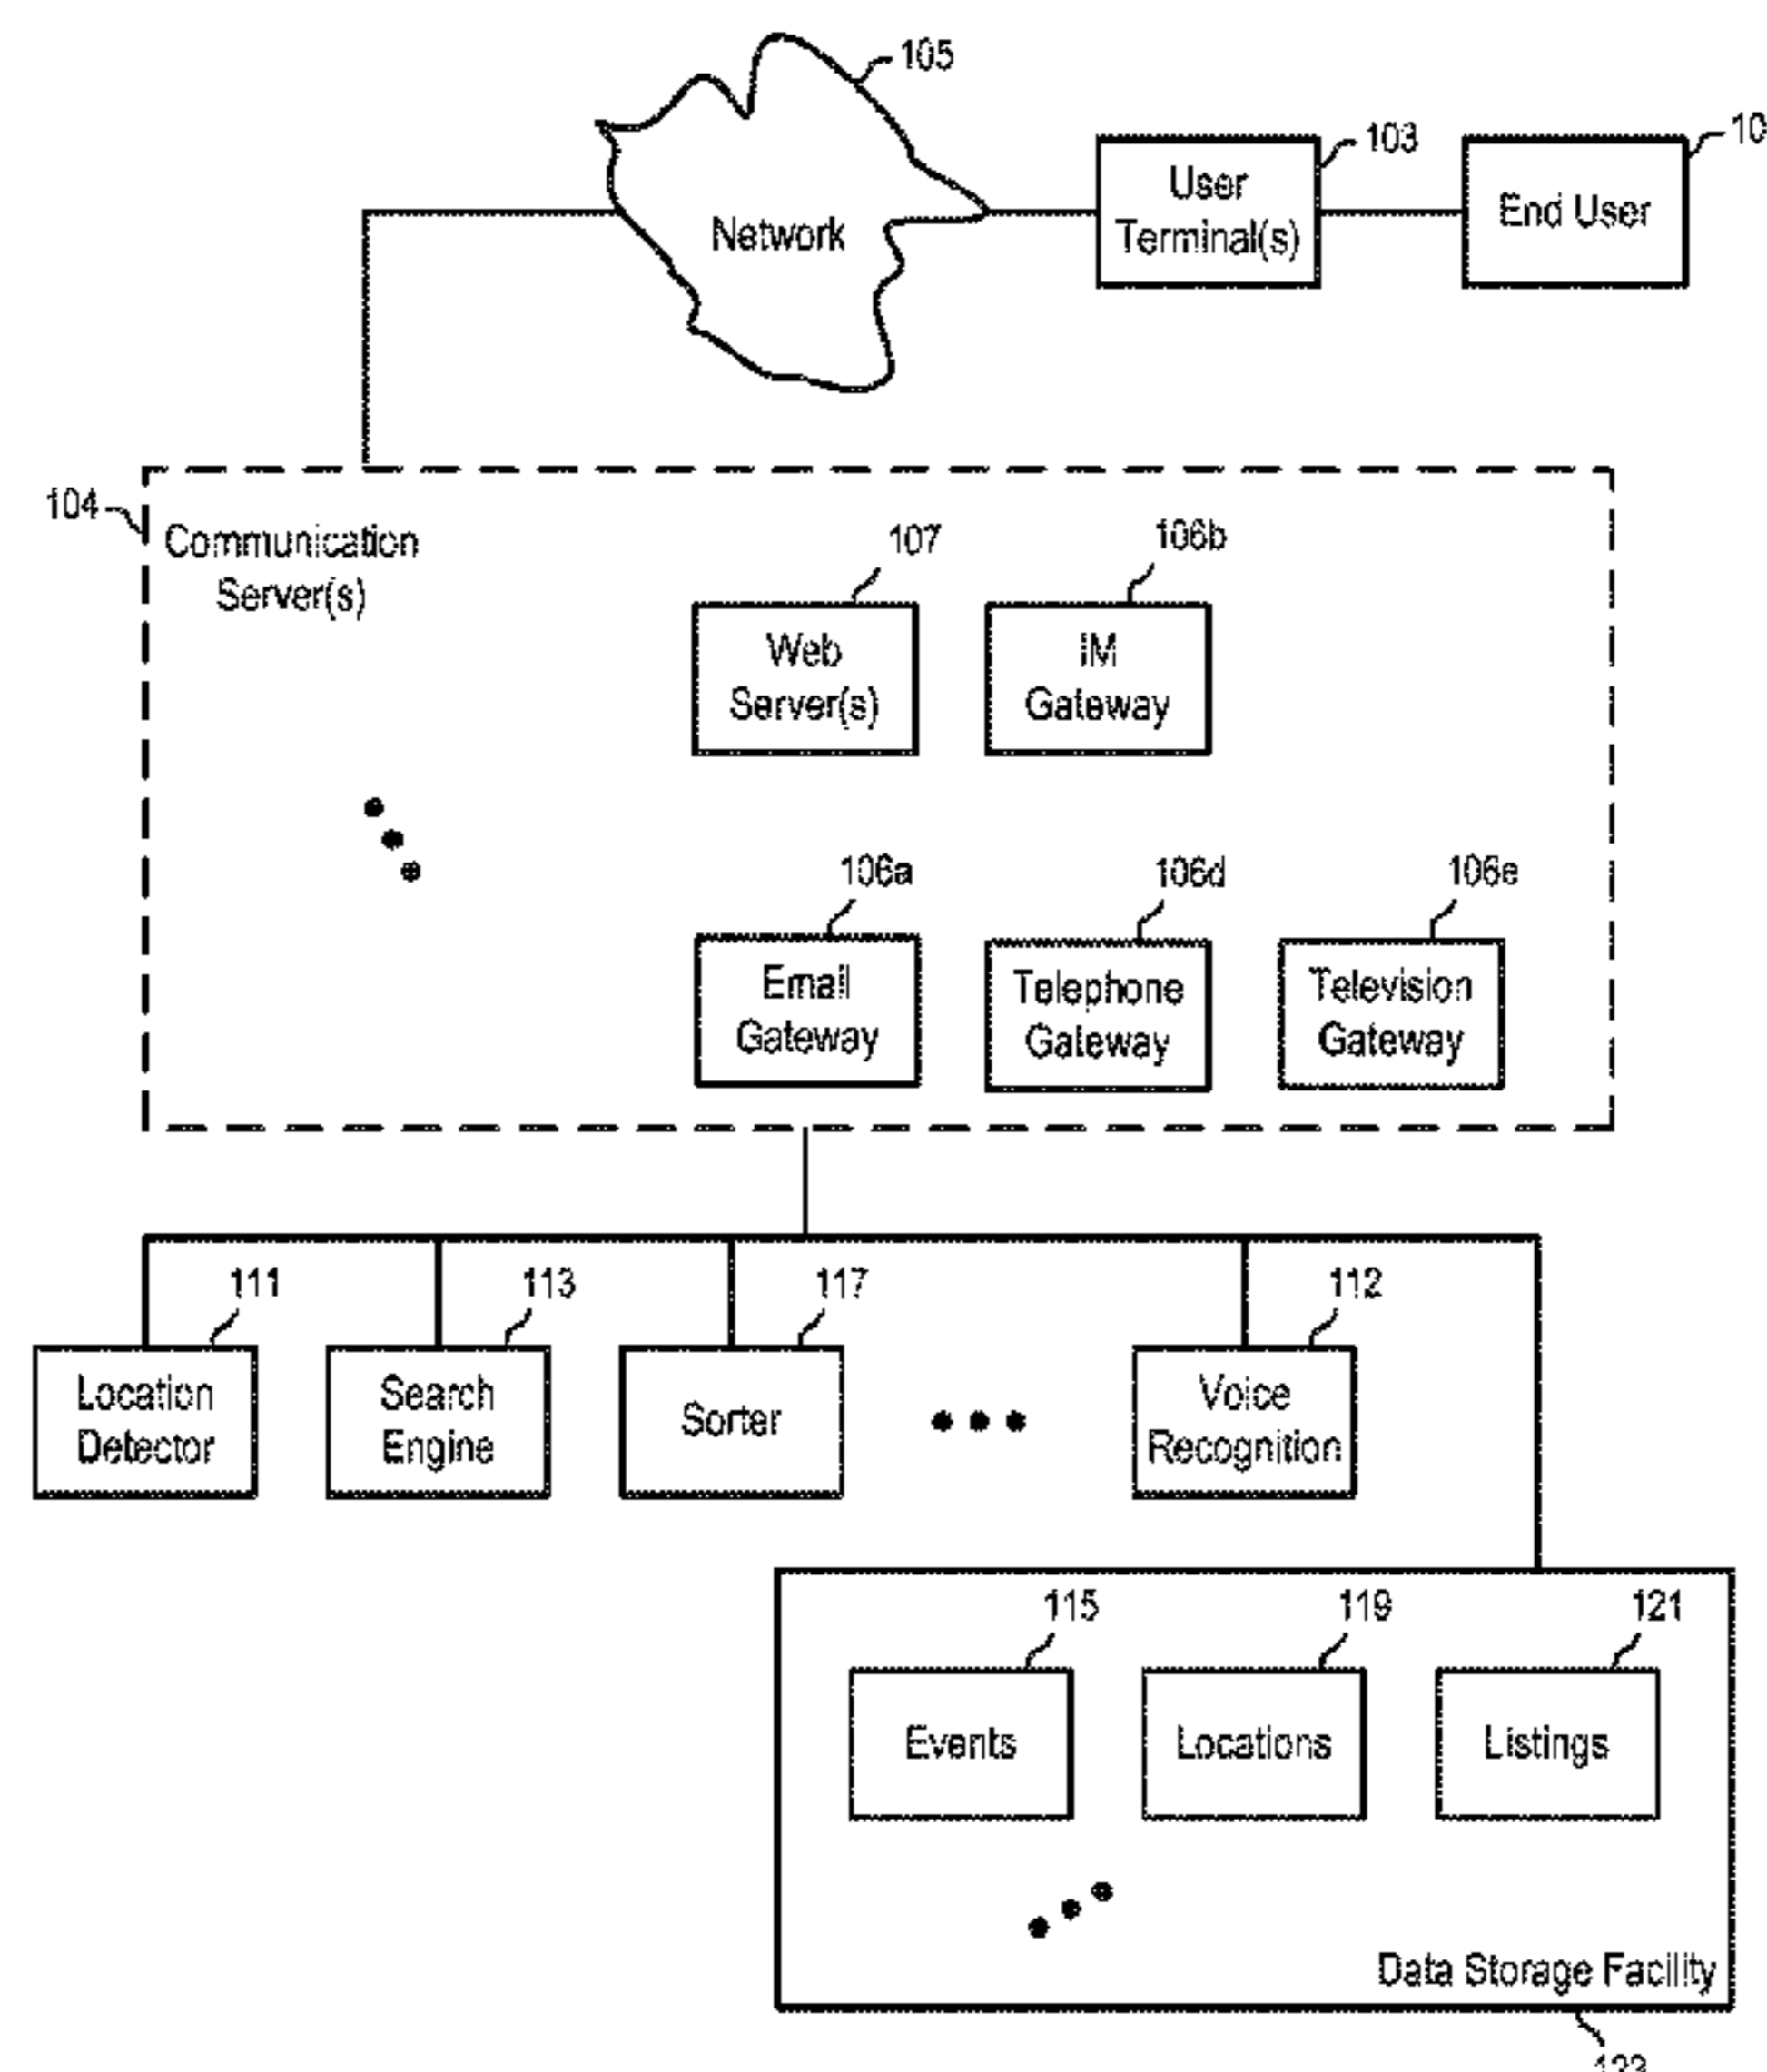 105
103
10
User
Terminal(s)
End User
Network
104
Communication
Server(s)
107
106b
Web
Server(s)
IM
Gateway
106a
106d
106e
Email
Gateway
Telephone
Gateway
Television
Gateway
111
113
117
112
Location
Detector
Search
Engine
Sorter
Voice
Recognition
115
119
121
Events
Locations
Listings
Data Storage Facility